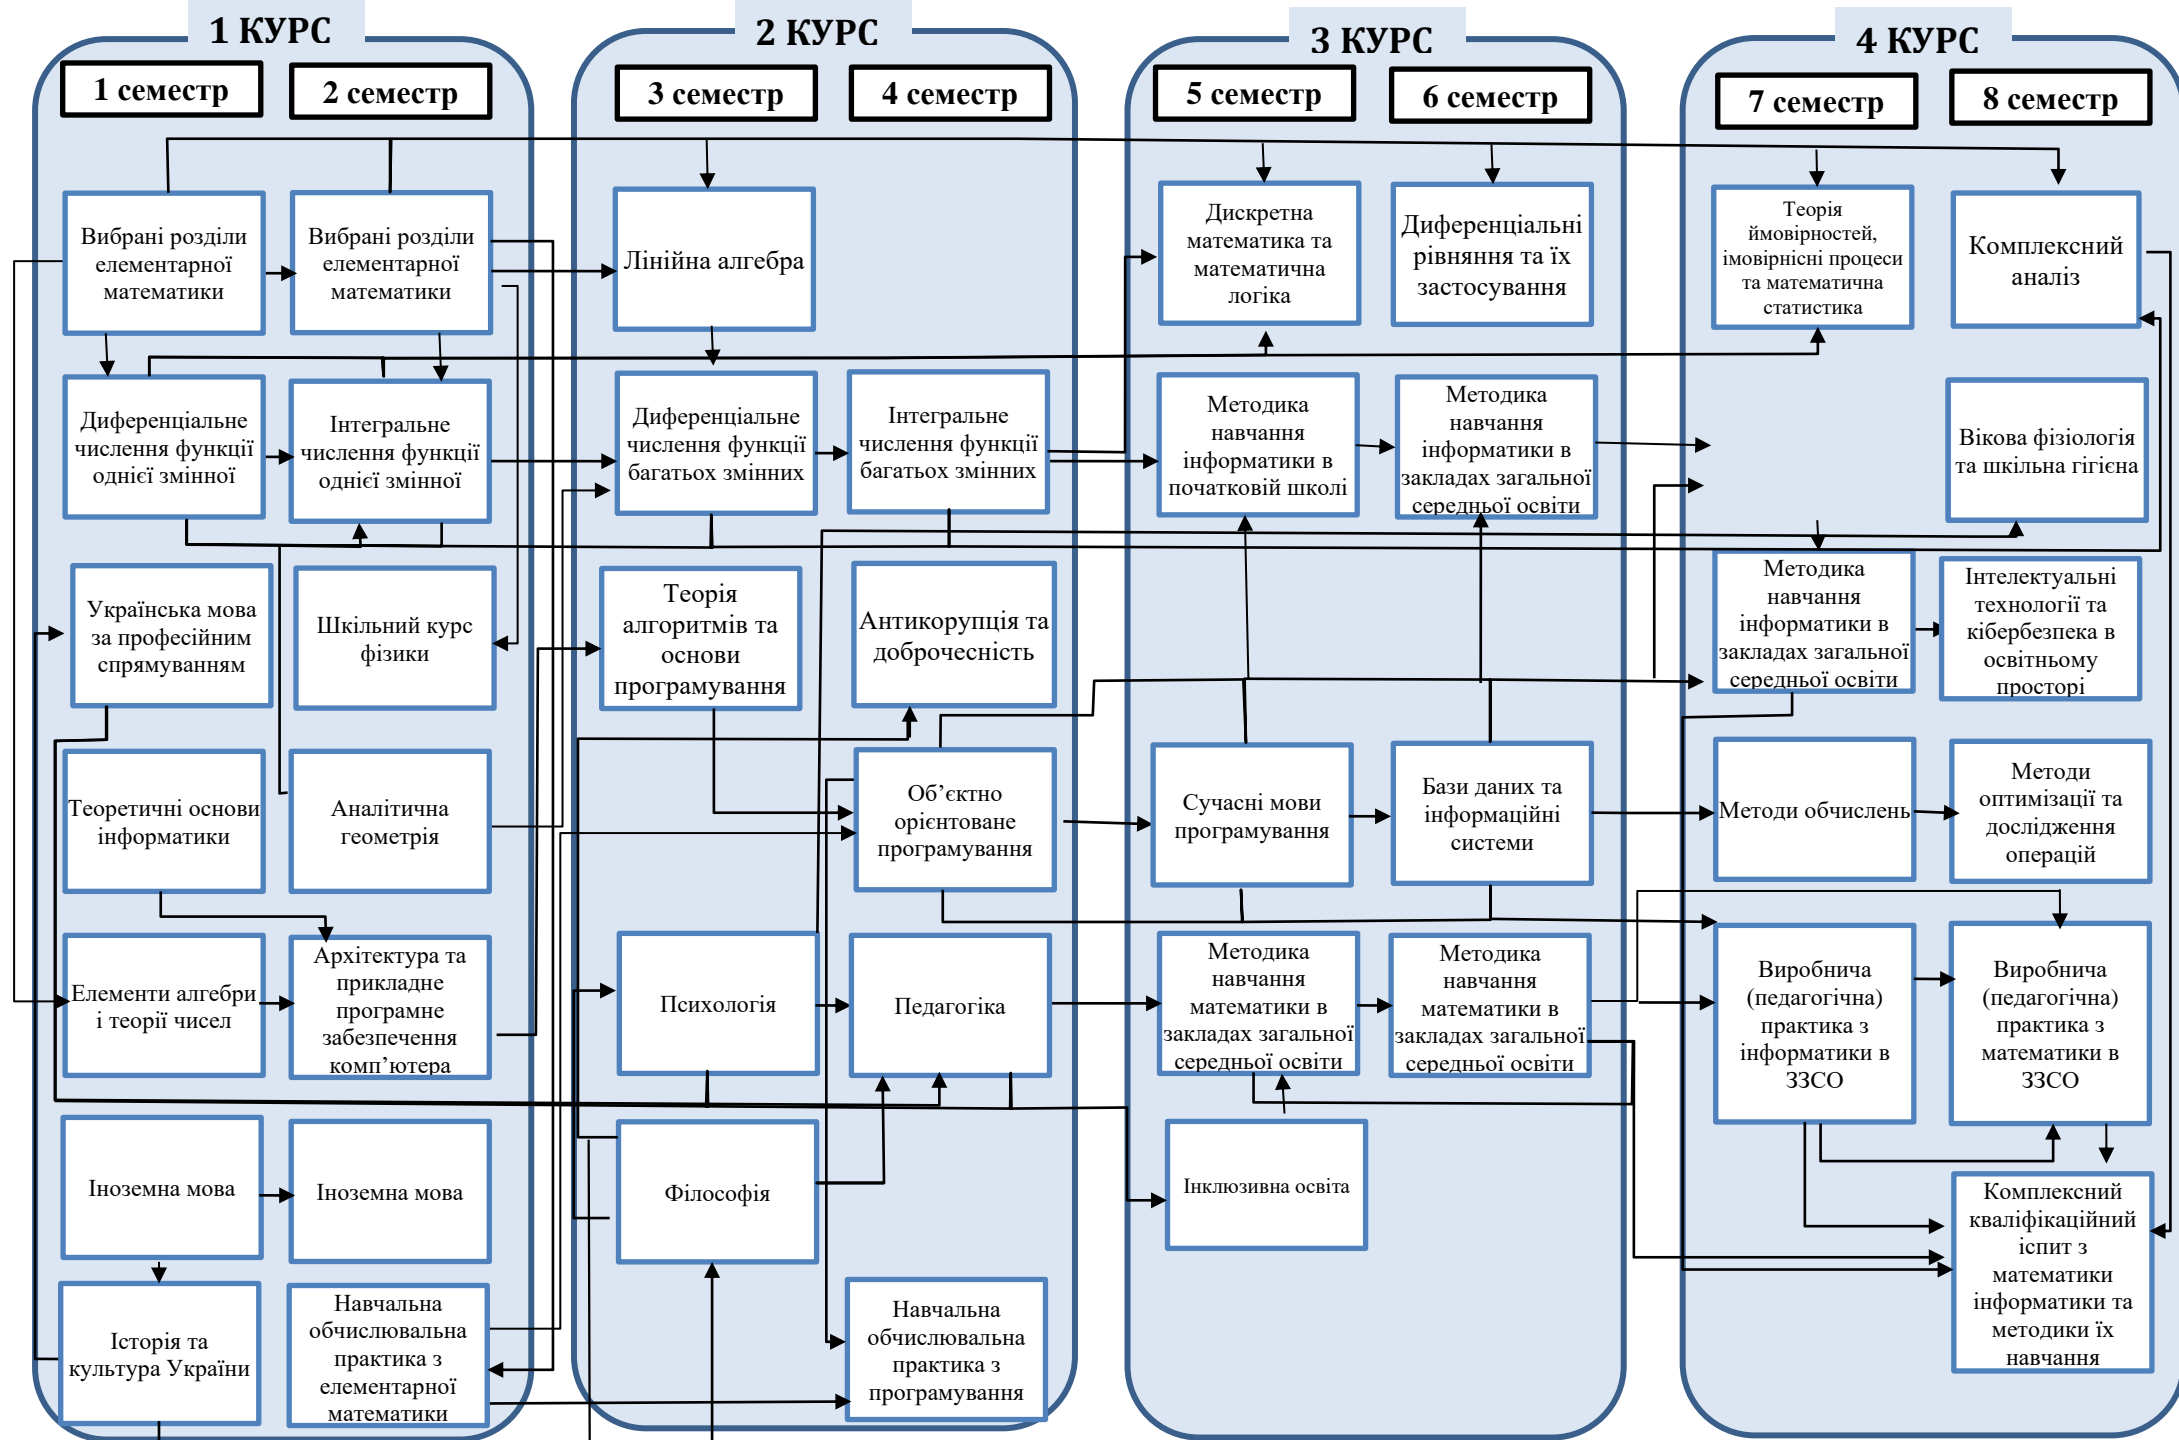 1 КУРС
1 семестр
2 семестр
Вибрані розділи
елементарної
математики
Вибрані розділи
елементарної
математики
Диференціальне
числення функції
однієї змінної
Інтегральне
числення функції
однієї змінної
Українська мова
за професійним
спрямуванням
Шкільний курс
фізики
Теоретичні основи
інформатики
Аналітична
геометрія
Елементи алгебри
і теорії чисел
Архітектура та
прикладне
програмне
забезпечення
комп’ютера
Іноземна мова
Іноземна мова
Історія та
культура України
Навчальна
обчислювальна
практика з
елементарної
математики
2 КУРС
3 семестр
4 семестр
Лінійна алгебра
Диференціальне
числення функції
багатьох змінних
Інтегральне
числення функції
багатьох змінних
Теорія
алгоритмів та
основи
програмування
Антикорупція та
доброчесність
Об’єктно
орієнтоване
програмування
Психологія
Педагогіка
Філософія
Навчальна
обчислювальна
практика з
програмування
3 КУРС
5 семестр
6 семестр
Дискретна
математика та
математична
логіка
Диференціальні
рівняння та їх
застосування
Методика
навчання
інформатики в
початковій школі
Методика
навчання
інформатики в
закладах загальної
середньої освіти
Сучасні мови
програмування
Бази даних та
інформаційні
системи
Методика
навчання
математики в
закладах загальної
середньої освіти
Методика
навчання
математики в
закладах загальної
середньої освіти
Інклюзивна освіта
4 КУРС
7 семестр
8 семестр
Теорія
ймовірностей,
імовірнісні процеси
та математична
статистика
Комплексний
аналіз
Вікова фізіологія
та шкільна гігієна
Методика
навчання
інформатики в
закладах загальної
середньої освіти
Інтелектуальні
технології та
кібербезпека в
освітньому
просторі
Методи обчислень
Методи
оптимізації та
дослідження
операцій
Виробнича
(педагогічна)
практика з
інформатики в
ЗЗСО
Виробнича
(педагогічна)
практика з
математики в
ЗЗСО
Комплексний
кваліфікаційний
іспит з
математики
інформатики та
методики їх
навчання